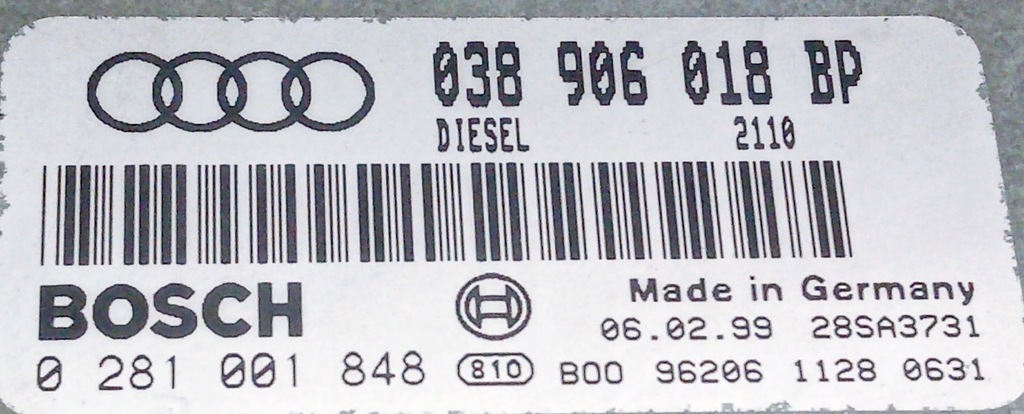 038 906 018 BP
DIESEL 2110
BOSCH
Made in Germany
06.02.99 28SA3731
0 281 001 848 810 B00 96206 1128 0631